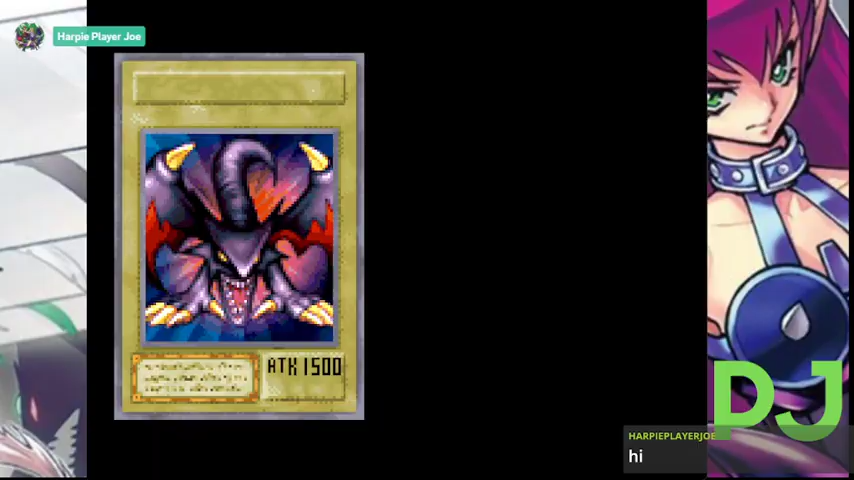 Harpie Player Joe
ATK 1500
HARPIEPLAYERJOE
hi
DJ